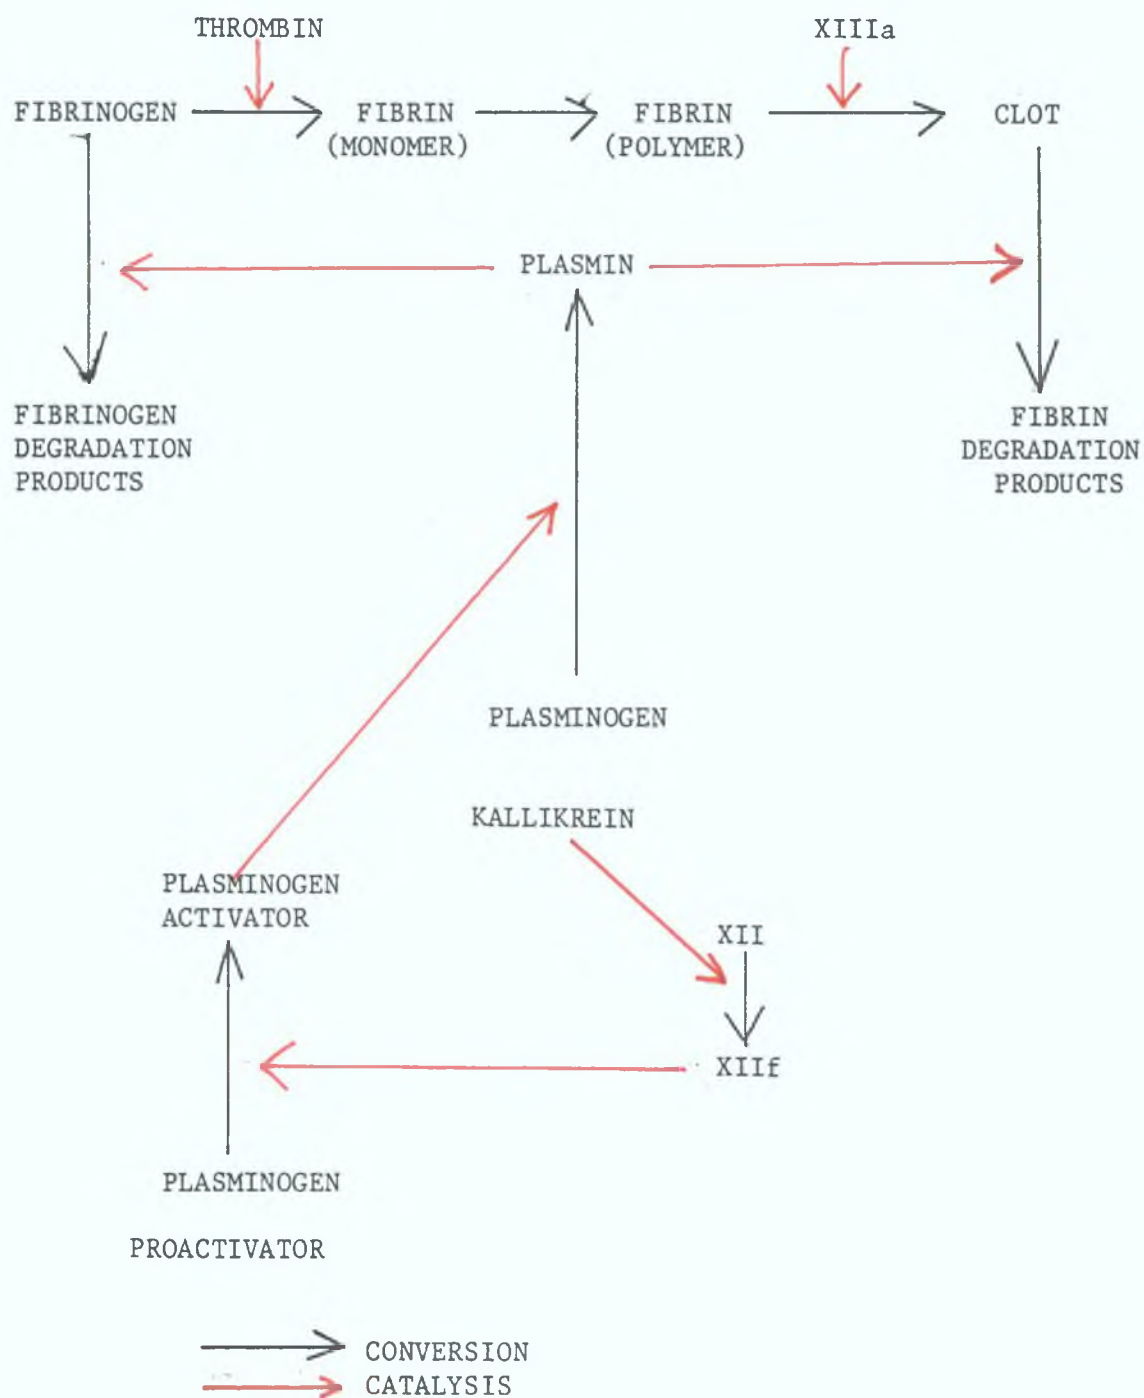 THROMBIN
XIIIa
FIBRINOGEN
FIBRIN
(MONOMER)
FIBRIN
(POLYMER)
CLOT
PLASMIN
FIBRINOGEN
DEGRADATION
PRODUCTS
FIBRIN
DEGRADATION
PRODUCTS
PLASMINOGEN
KALLIKREIN
PLASMINOGEN
ACTIVATOR
XII
XIIf
PLASMINOGEN
PROACTIVATOR
CONVERSION
CATALYSIS